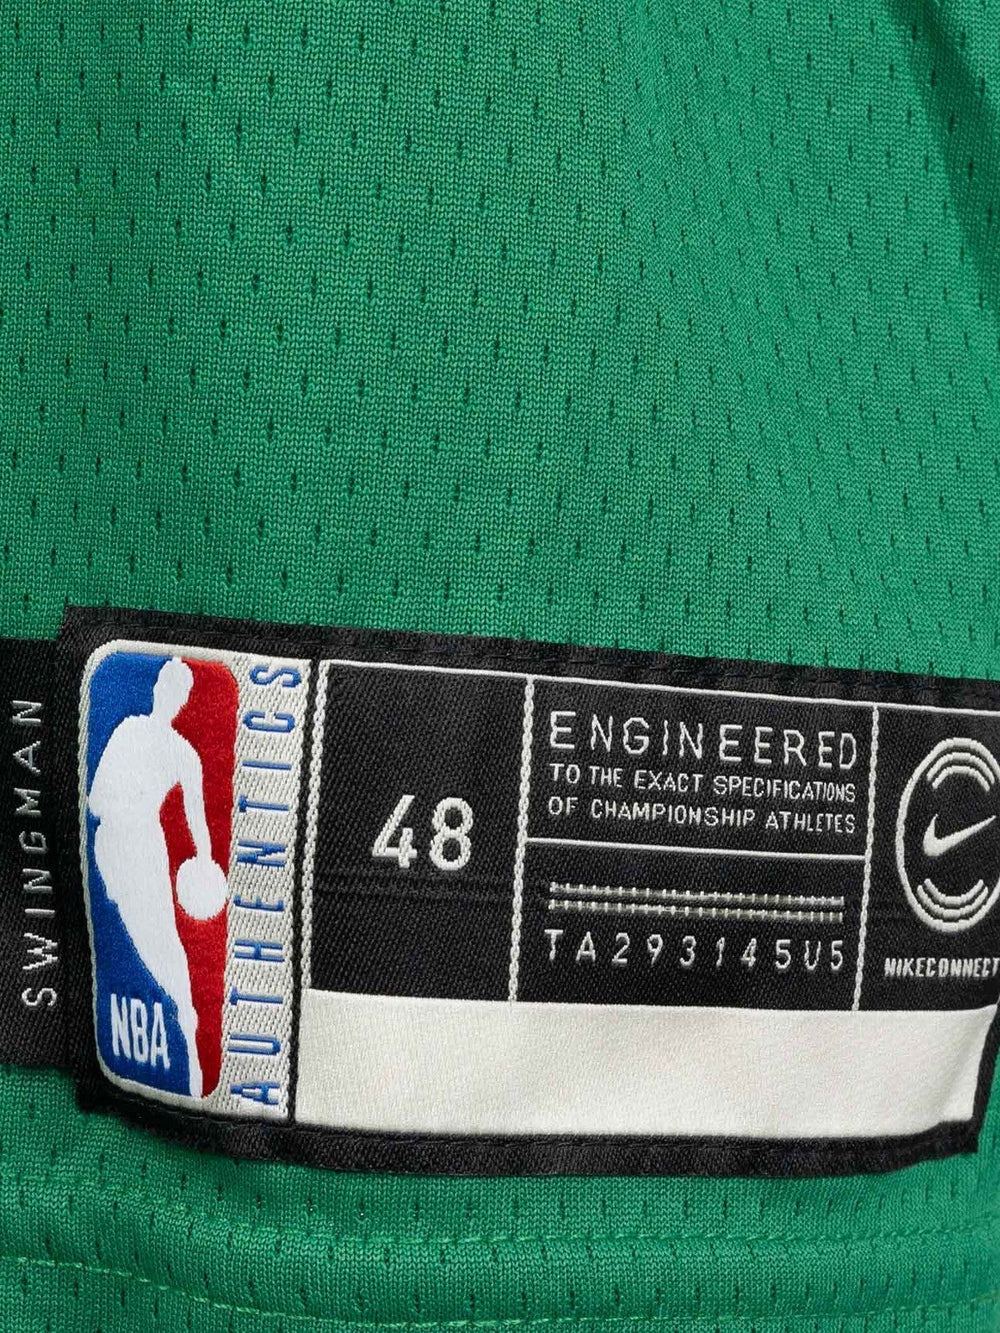 SWINGMAN
NBA
AUTHENTICS
48
ENGINEERED
TO THE EXACT SPECIFICATIONS
OF CHAMPIONSHIP ATHLETES
TA293145U5
NIKECONNECT